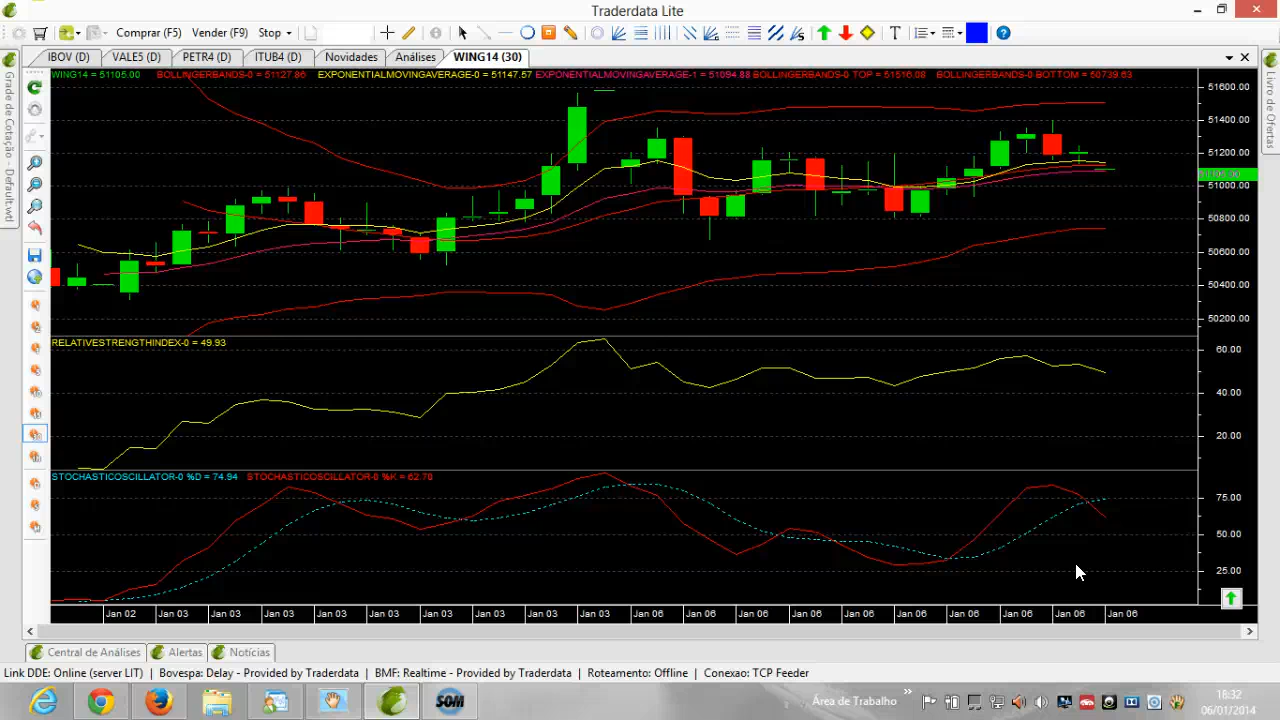 Traderdata Lite
Comprar (F5) Vender (F9) Stop
IBOV (D) VALE5 (D) PETR4 (D) ITUB4 (D) Novidades Análises WING14 (30)
WING14 = 51105.00 BOLLINGERBANDS-0 = 51127.86 EXPONENTIALMOVINGAVERAGE-0 = 51147.57 EXPONENTIALMOVINGAVERAGE-1 = 51094.88 BOLLINGERBANDS-0 TOP = 51516.08 BOLLINGERBANDS-0 BOTTOM = 50739.63
Grade de Cotação - Default.wtl
Livro de Ofertas
51600.00
51400.00
51200.00
51105.00
51000.00
50800.00
50600.00
50400.00
50200.00
RELATIVESTRENGTHINDEX-0 = 49.93
60.00
40.00
20.00
STOCHASTICOSCILLATOR-0 %D = 74.94 STOCHASTICOSCILLATOR-0 %K = 62.70
75.00
50.00
25.00
Jan 02 Jan 03 Jan 03 Jan 03 Jan 03 Jan 03 Jan 03 Jan 03 Jan 03 Jan 03 Jan 06 Jan 06 Jan 06 Jan 06 Jan 06 Jan 06 Jan 06 Jan 06 Jan 06 Jan 06
Central de Análises Alertas Notícias
Link DDE: Online (server LIT) Bovespa: Delay - Provided by Traderdata BMF: Realtime - Provided by Traderdata Roteamento: Offline Conexao: TCP Feeder
SOM
Área de Trabalho
18:32
06/01/2014